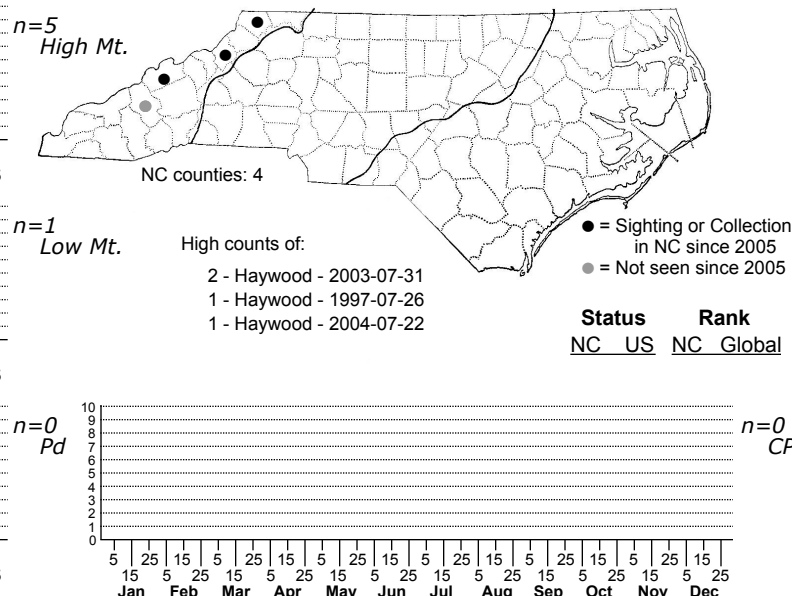 n=5
High Mt.
NC counties: 4
n=1
Low Mt.
High counts of:
2 - Haywood - 2003-07-31
1 - Haywood - 1997-07-26
1 - Haywood - 2004-07-22
= Sighting or Collection
in NC since 2005
= Not seen since 2005
Status Rank
NC US NC Global
n=0
Pd
10
9
8
7
6
5
4
3
2
1
0
n=0
CP
5 25 15 5 25 15 5 25 15 5 25 15 5 25 15 5 25 15
15 5 25 15 5 25 15 5 25 15 5 25 15 5 25 15 5 25
Jan Feb Mar Apr May Jun Jul Aug Sep Oct Nov Dec